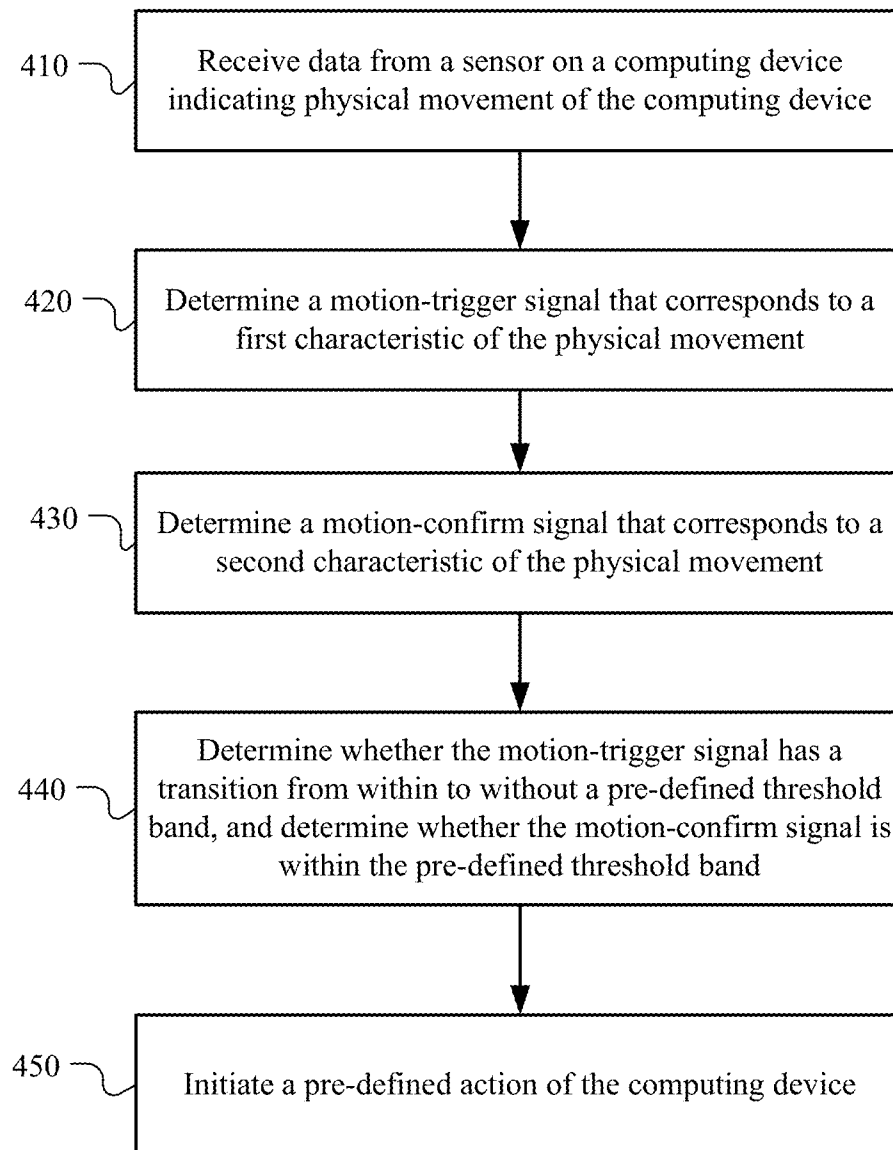 410
Receive data from a sensor on a computing device
indicating physical movement of the computing device
420
Determine a motion-trigger signal that corresponds to a
first characteristic of the physical movement
430
Determine a motion-confirm signal that corresponds to a
second characteristic of the physical movement
440
Determine whether the motion-trigger signal has a
transition from within to without a pre-defined threshold
band, and determine whether the motion-confirm signal is
within the pre-defined threshold band
450
Initiate a pre-defined action of the computing device